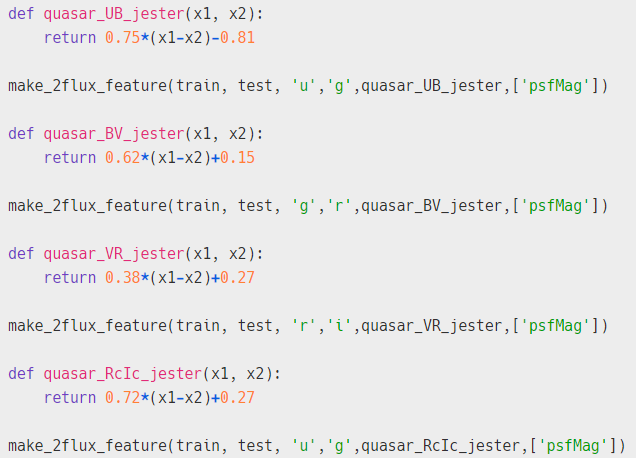 def quasar_UB_jester(x1, x2):
    return 0.75*(x1-x2)-0.81
make_2flux_feature(train, test, 'u','g',quasar_UB_jester,['psfMag'])
def quasar_BV_jester(x1, x2):
    return 0.62*(x1-x2)+0.15
make_2flux_feature(train, test, 'g','r',quasar_BV_jester,['psfMag'])
def quasar_VR_jester(x1, x2):
    return 0.38*(x1-x2)+0.27
make_2flux_feature(train, test, 'r','i',quasar_VR_jester,['psfMag'])
def quasar_RcIc_jester(x1, x2):
    return 0.72*(x1-x2)+0.27
make_2flux_feature(train, test, 'u','g',quasar_RcIc_jester,['psfMag'])